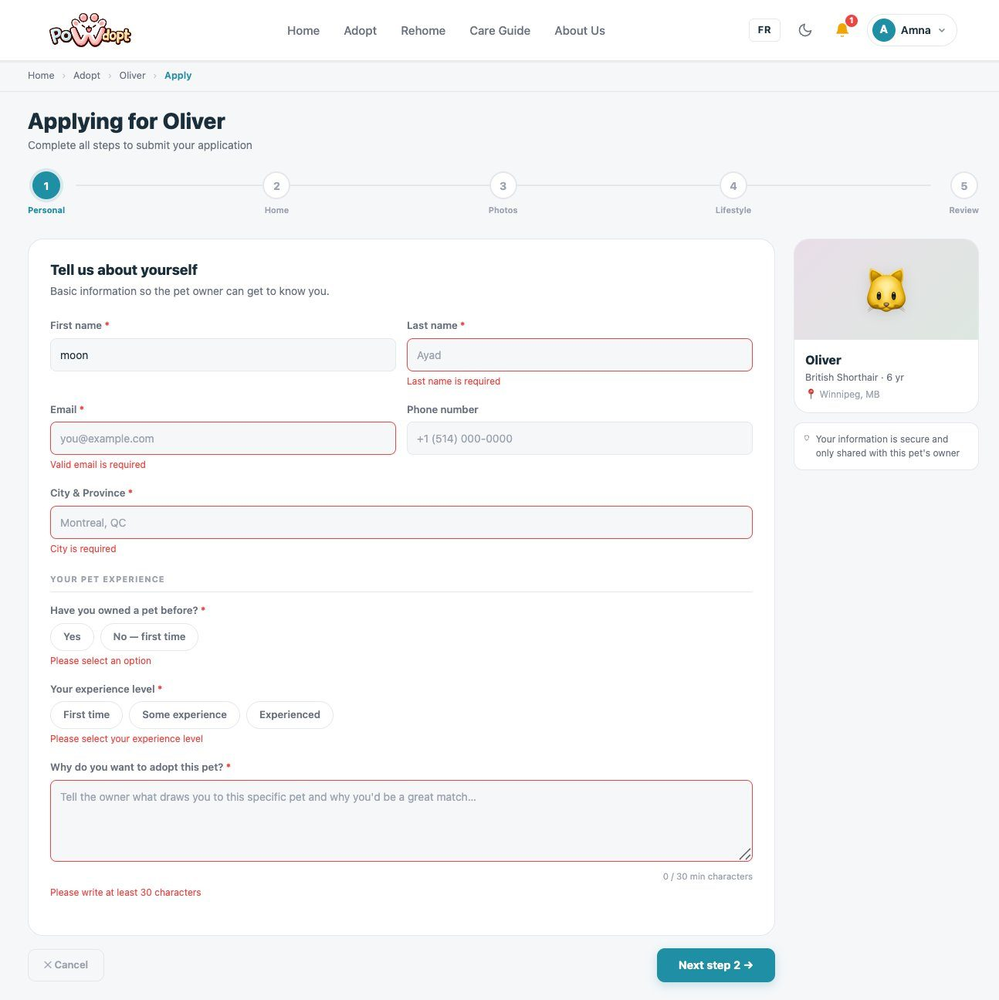 PoWdopt
Home Adopt Rehome Care Guide About Us
FR
1
A Amna
Home › Adopt › Oliver › Apply
Applying for Oliver
Complete all steps to submit your application
1 2 3 4 5
Personal Home Photos Lifestyle Review
Tell us about yourself
Basic information so the pet owner can get to know you.
First name * Last name *
moon Ayad
Last name is required
Email * Phone number
you@example.com +1 (514) 000-0000
Valid email is required
City & Province *
Montreal, QC
City is required
YOUR PET EXPERIENCE
Have you owned a pet before? *
Yes No — first time
Please select an option
Your experience level *
First time Some experience Experienced
Please select your experience level
Why do you want to adopt this pet? *
Tell the owner what draws you to this specific pet and why you'd be a great match...
0 / 30 min characters
Please write at least 30 characters
× Cancel Next step 2 →
Oliver
British Shorthair · 6 yr
Winnipeg, MB
Your information is secure and
only shared with this pet's owner